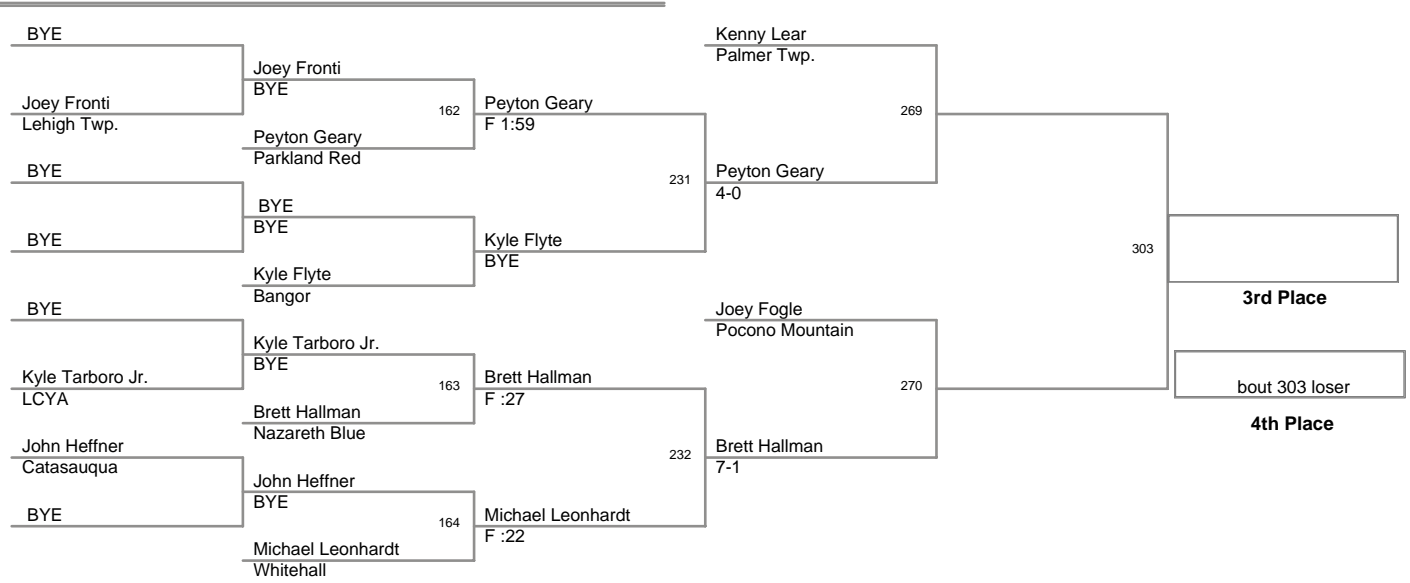 BYE
Joey Fronti
Lehigh Twp.
BYE
BYE
BYE
Kyle Tarboro Jr.
LCYA
John Heffner
Catasauqua
BYE
Joey Fronti
BYE
162
Peyton Geary
Parkland Red
BYE
BYE
Kyle Flyte
Bangor
Kyle Tarboro Jr.
BYE
163
Brett Hallman
Nazareth Blue
John Heffner
BYE
164
Michael Leonhardt
Whitehall
Peyton Geary
F 1:59
231
Kyle Flyte
BYE
Brett Hallman
F :27
232
Michael Leonhardt
F :22
Kenny Lear
Palmer Twp.
269
Peyton Geary
4-0
Joey Fogle
Pocono Mountain
270
Brett Hallman
7-1
303
3rd Place
bout 303 loser
4th Place